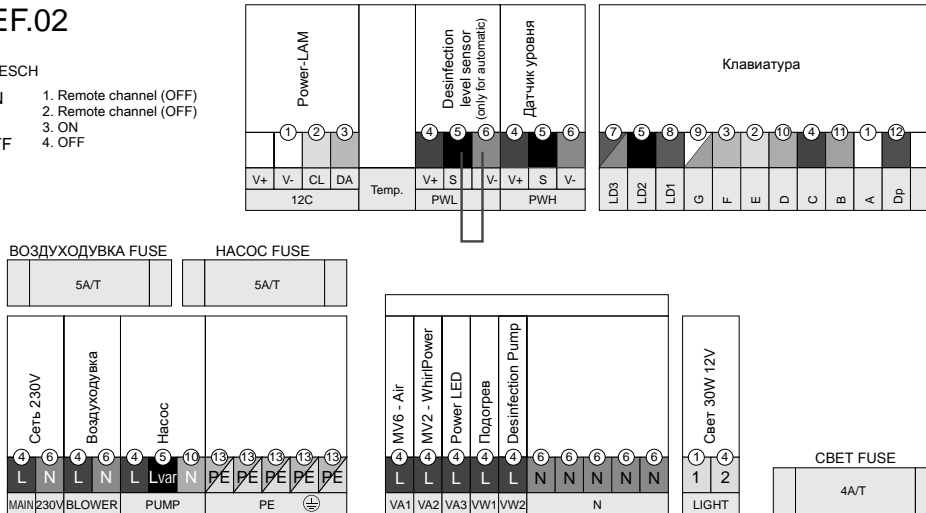 EF.02
ESCH
N
1. Remote channel (OFF)
2. Remote channel (OFF)
3. ON
FF
4. OFF
Power-LAM
Desinfection
level sensor
(only for automatic)
Датчик уровня
1 2 3 4 5 6 4 5 6
V+ V- CL DA Temp. V+ S V- V+ S V-
12C PWL PWH
Клавиатура
7 5 8 9 3 2 10 4 11 1 12
LD3 LD2 LD1 G F E D C B A Dp
ВОЗДУХОДУВКА FUSE
5A/T
НАСОС FUSE
5A/T
Сеть 230V
Воздуходувка
Насос
4 6 4 6 4 5 10 13 13 13 13 13
L N L N L Lvar N PE PE PE PE PE
MAIN 230V BLOWER PUMP PE
MV6 - Air
MV2 - WhirlPower
Power LED
Подогрев
Desinfection Pump
4 4 4 4 4 6 6 6 6 6
L L L L L N N N N N
VA1 VA2 VA3 VW1 VW2 N
Свет 30W 12V
1 4
1 2
LIGHT
СВЕТ FUSE
4A/T